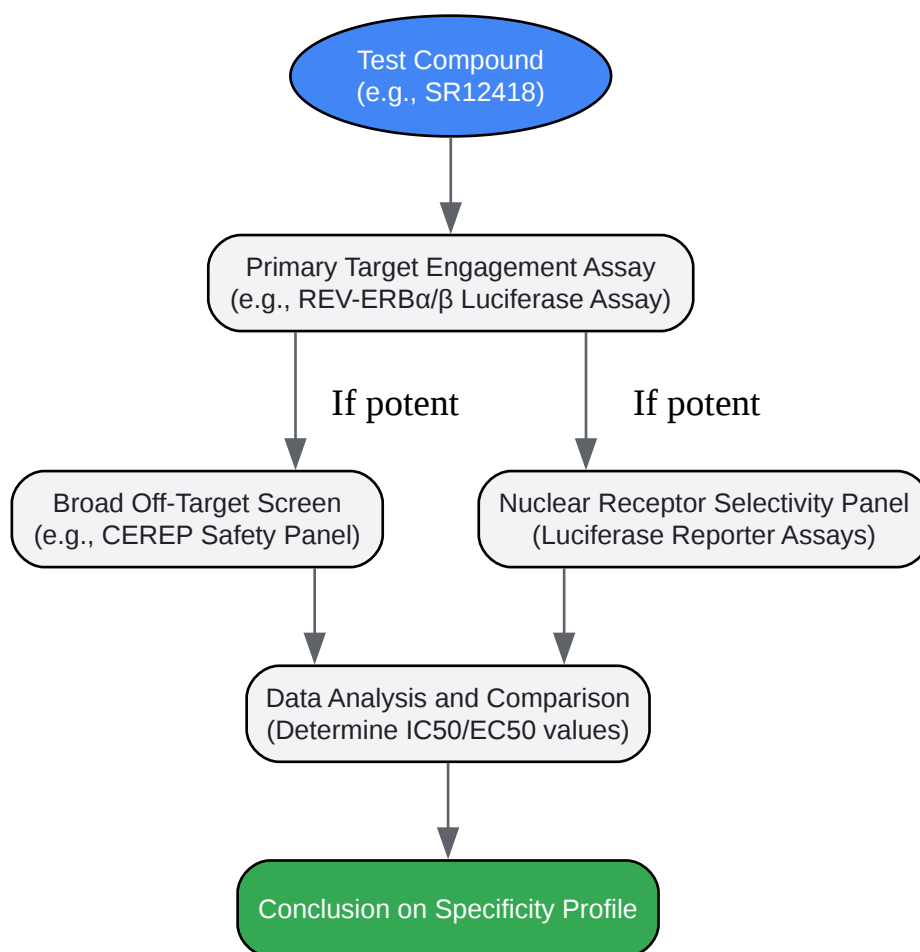 Test Compound
(e.g., SR12418)
Primary Target Engagement Assay
(e.g., REV-ERBα/β Luciferase Assay)
If potent
If potent
Broad Off-Target Screen
(e.g., CEREP Safety Panel)
Nuclear Receptor Selectivity Panel
(Luciferase Reporter Assays)
Data Analysis and Comparison
(Determine IC50/EC50 values)
Conclusion on Specificity Profile